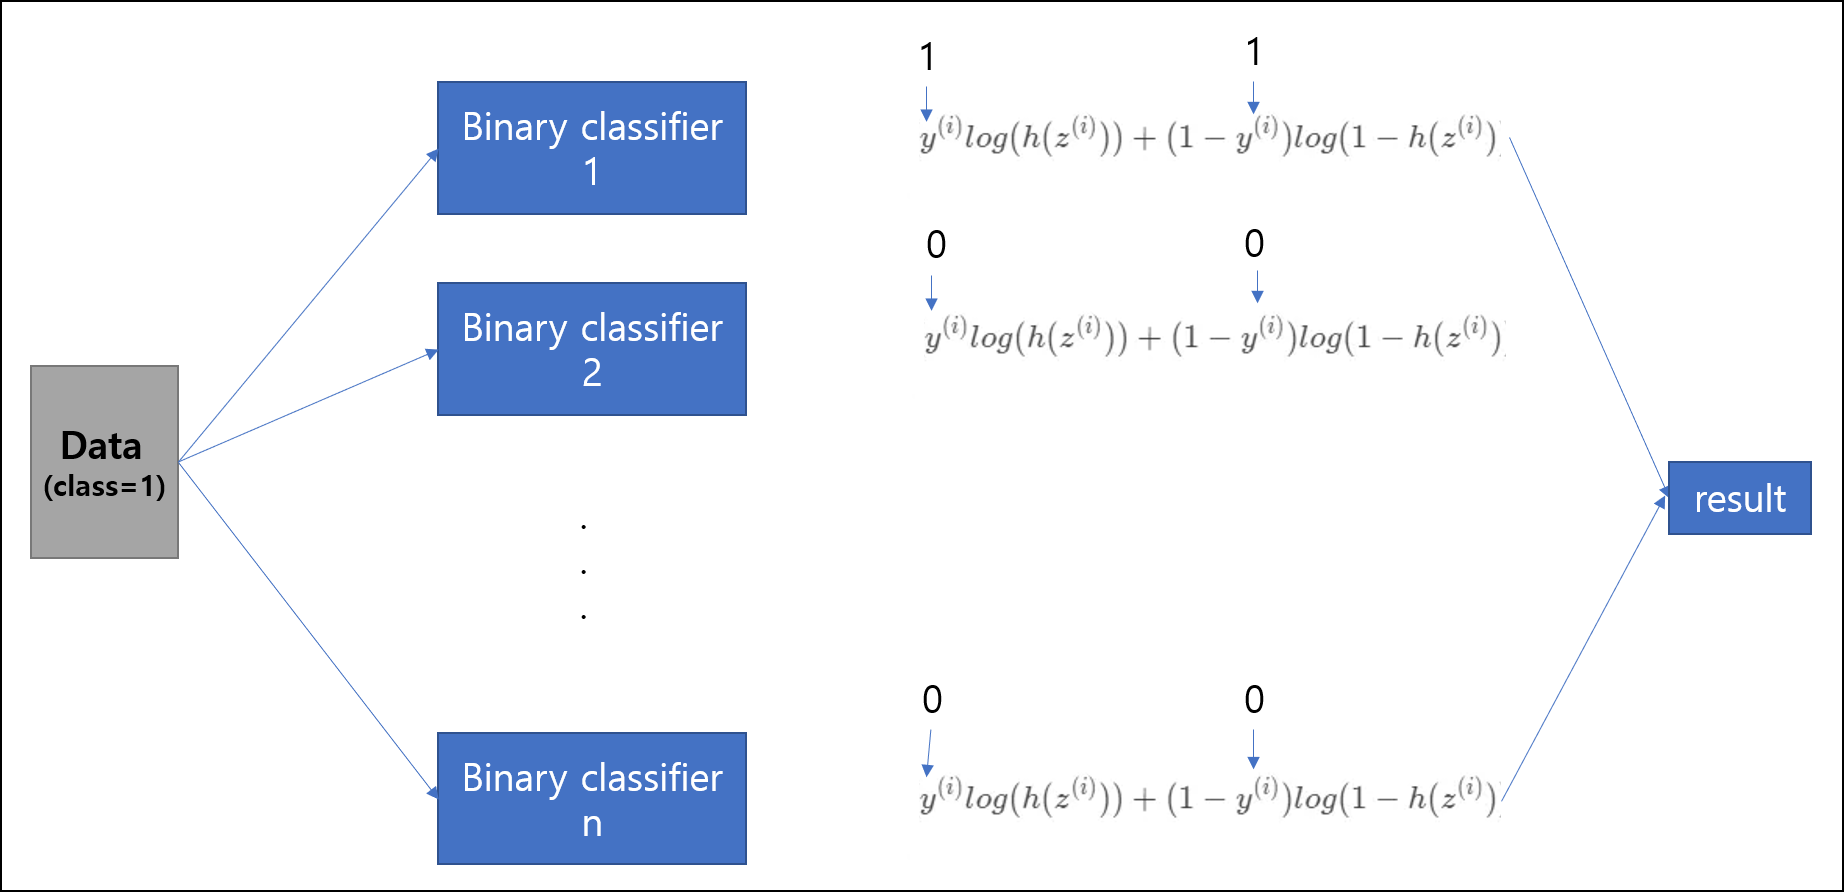 1 1
Binary classifier
1
y^{(i)}log(h(z^{(i)})) + (1 − y^{(i)})log(1 − h(z^{(i)})
0 0
Binary classifier
2
y^{(i)}log(h(z^{(i)})) + (1 − y^{(i)})log(1 − h(z^{(i)})
Data
(class=1)
result
.
.
.
0 0
Binary classifier
n
y^{(i)}log(h(z^{(i)})) + (1 − y^{(i)})log(1 − h(z^{(i)})